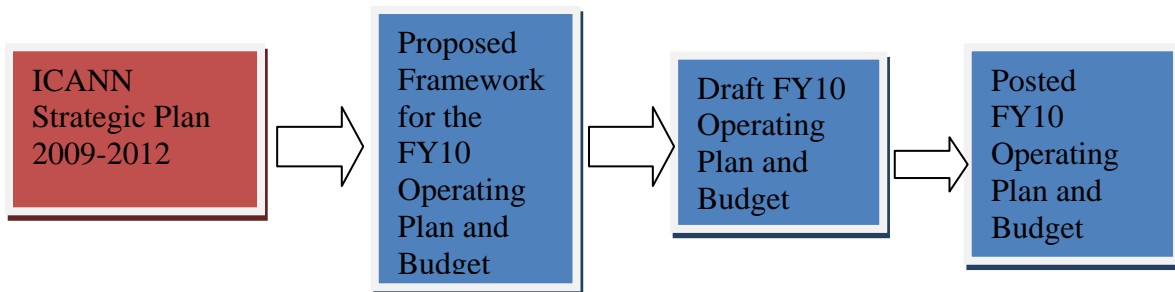 ICANN
Strategic Plan
2009-2012
Proposed
Framework
for the
FY10
Operating
Plan and
Budget
Draft FY10
Operating
Plan and
Budget
Posted
FY10
Operating
Plan and
Budget